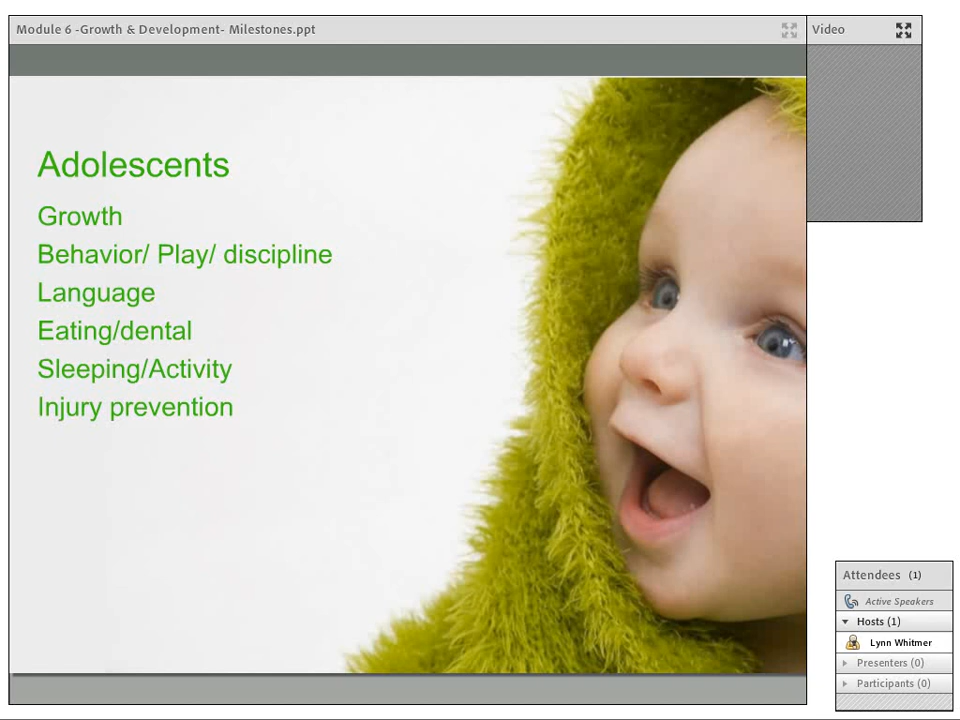 Module 6 -Growth & Development- Milestones.ppt
Video
Adolescents
Growth
Behavior/ Play/ discipline
Language
Eating/dental
Sleeping/Activity
Injury prevention
Attendees (1)
Active Speakers
Hosts (1)
Lynn Whitmer
Presenters (0)
Participants (0)